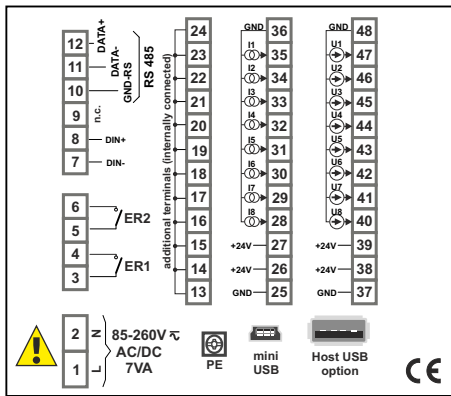 12 DATA+
11 DATA-
10 GND-RS
RS 485
9 n.c.
8 DIN+
7 DIN-
6
5
ER2
4
3
ER1
2 N
1 L
85-260V
AC/DC
7VA
additional terminals (internally connected)
24
23
22
21
20
19
18
17
16
15
14
13
GND 36
I1 35
I2 34
I3 33
I4 32
I5 31
I6 30
I7 29
I8 28
+24V 27
+24V 26
GND 25
GND 48
U1 47
U2 46
U3 45
U4 44
U5 43
U6 42
U7 41
U8 40
+24V 39
+24V 38
GND 37
PE
mini
USB
Host USB
option
CE